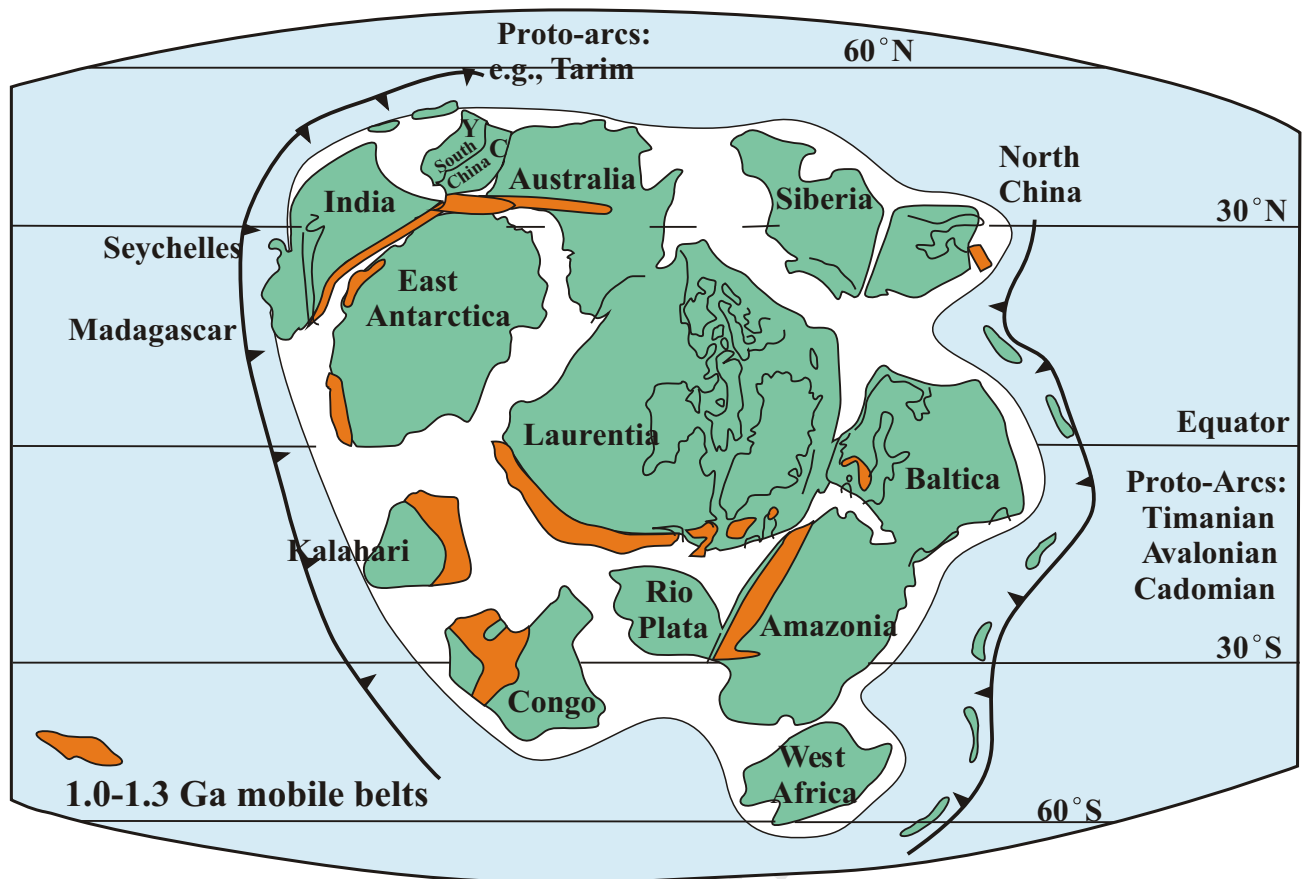 Proto-arcs:
e.g., Tarim
60°N
Y
South
China
C
Australia
India
Siberia
North
China
30°N
Seychelles
East
Antarctica
Madagascar
Laurentia
Equator
Baltica
Proto-Arcs:
Timanian
Avalonian
Cadomian
Kalahari
Rio
Plata
Amazonia
30°S
Congo
West
Africa
1.0-1.3 Ga mobile belts
60°S